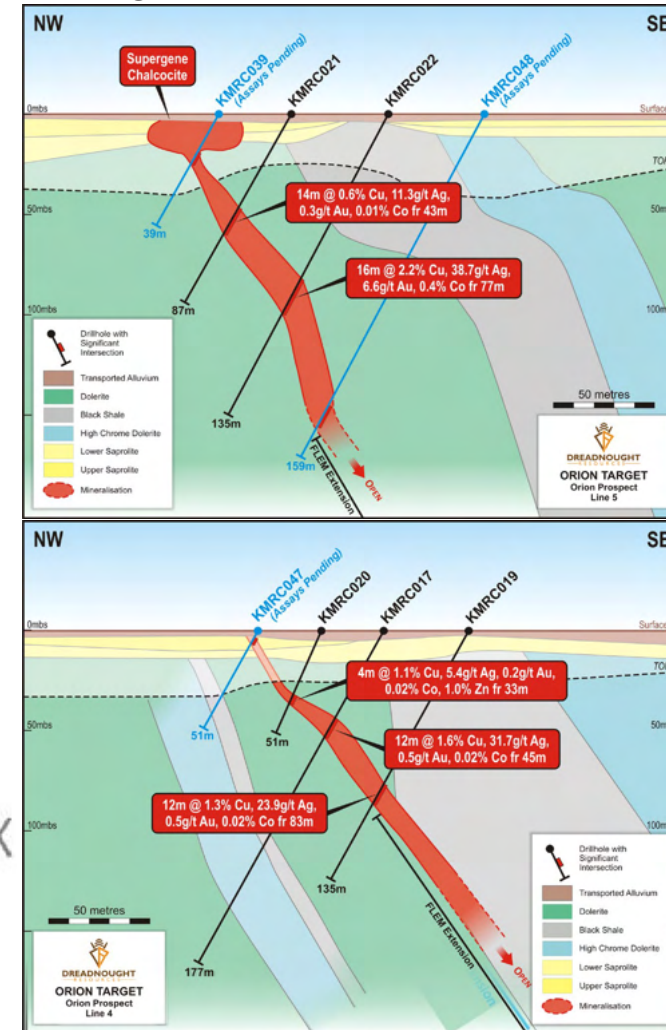 NW
SE
Supergene
Chalcocite
KMRC039
(Assays Pending)
KMRC021
KMRC022
KMRC048
(Assays Pending)
0mbs
Surface
50mbs
50m
100mbs
100m
14m @ 0.6% Cu, 11.3g/t Ag,
0.3g/t Au, 0.01% Co fr 43m
16m @ 2.2% Cu, 38.7g/t Ag,
6.6g/t Au, 0.4% Co fr 77m
39m
87m
135m
159m
FLEM Extension
OPEN
Drillhole with
Significant
Intersection
Transported Alluvium
Dolerite
Black Shale
High Chrome Dolerite
Lower Saprolite
Upper Saprolite
Mineralisation
50 metres
DREADNOUGHT
RESOURCES
ORION TARGET
Orion Prospect
Line 5
NW
SE
KMRC047
(Assays Pending)
KMRC020
KMRC017
KMRC019
0mbs
Surface
50mbs
50m
100mbs
100m
4m @ 1.1% Cu, 5.4g/t Ag, 0.2g/t Au,
0.02% Co, 1.0% Zn fr 33m
12m @ 1.6% Cu, 31.7g/t Ag,
0.5g/t Au, 0.02% Co fr 45m
12m @ 1.3% Cu, 23.9g/t Ag,
0.5g/t Au, 0.02% Co fr 83m
51m
51m
135m
177m
FLEM Extension
OPEN
50 metres
DREADNOUGHT
RESOURCES
ORION TARGET
Orion Prospect
Line 4
Drillhole with
Significant
Intersection
Transported Alluvium
Dolerite
Black Shale
High Chrome Dolerite
Lower Saprolite
Upper Saprolite
Mineralisation